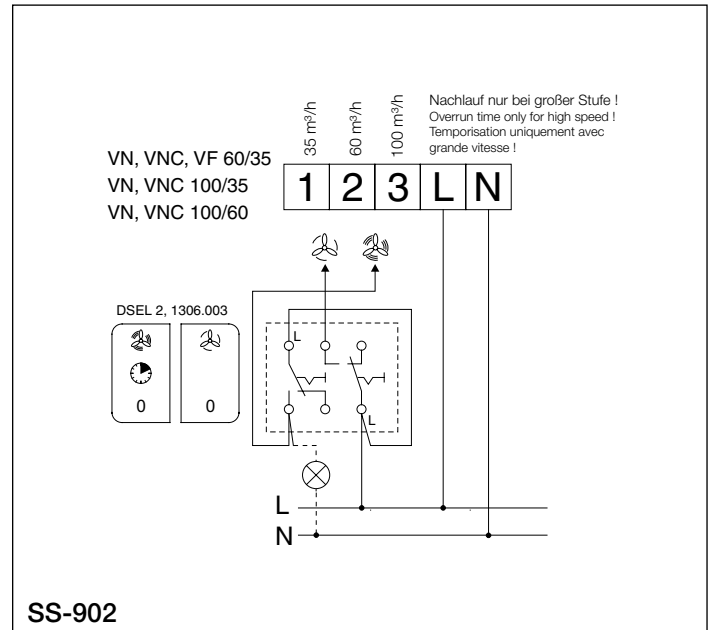 35 m³/h
60 m³/h
100 m³/h
Nachlauf nur bei großer Stufe !
Overrun time only for high speed !
Temporisation uniquement avec
grande vitesse !
VN, VNC, VF 60/35
VN, VNC 100/35
VN, VNC 100/60
1 2 3 L N
DSEL 2, 1306.003
0 0
L
L
L
N
SS-902